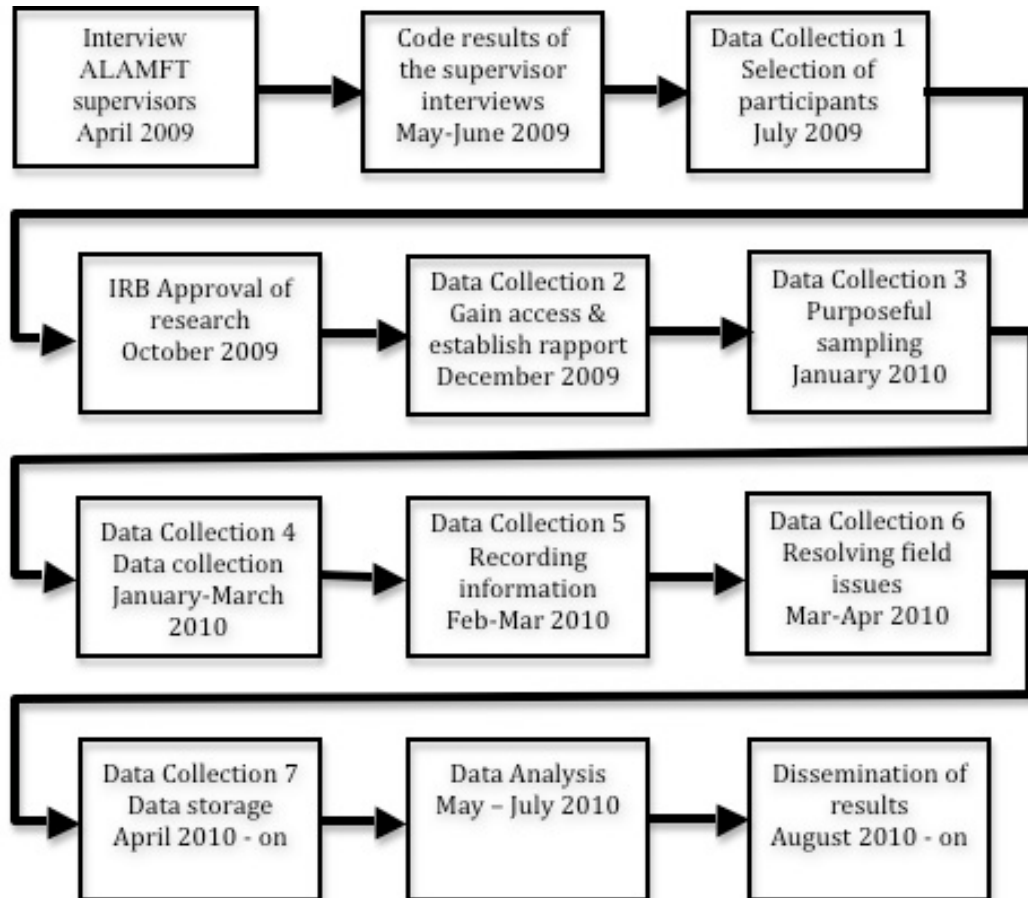 Interview
ALAMFT
supervisors
April 2009
Code results of
the supervisor
interviews
May-June 2009
Data Collection 1
Selection of
participants
July 2009
IRB Approval of
research
October 2009
Data Collection 2
Gain access &
establish rapport
December 2009
Data Collection 3
Purposeful
sampling
January 2010
Data Collection 4
Data collection
January-March
2010
Data Collection 5
Recording
information
Feb-Mar 2010
Data Collection 6
Resolving field
issues
Mar-Apr 2010
Data Collection 7
Data storage
April 2010 - on
Data Analysis
May – July 2010
Dissemination of
results
August 2010 - on